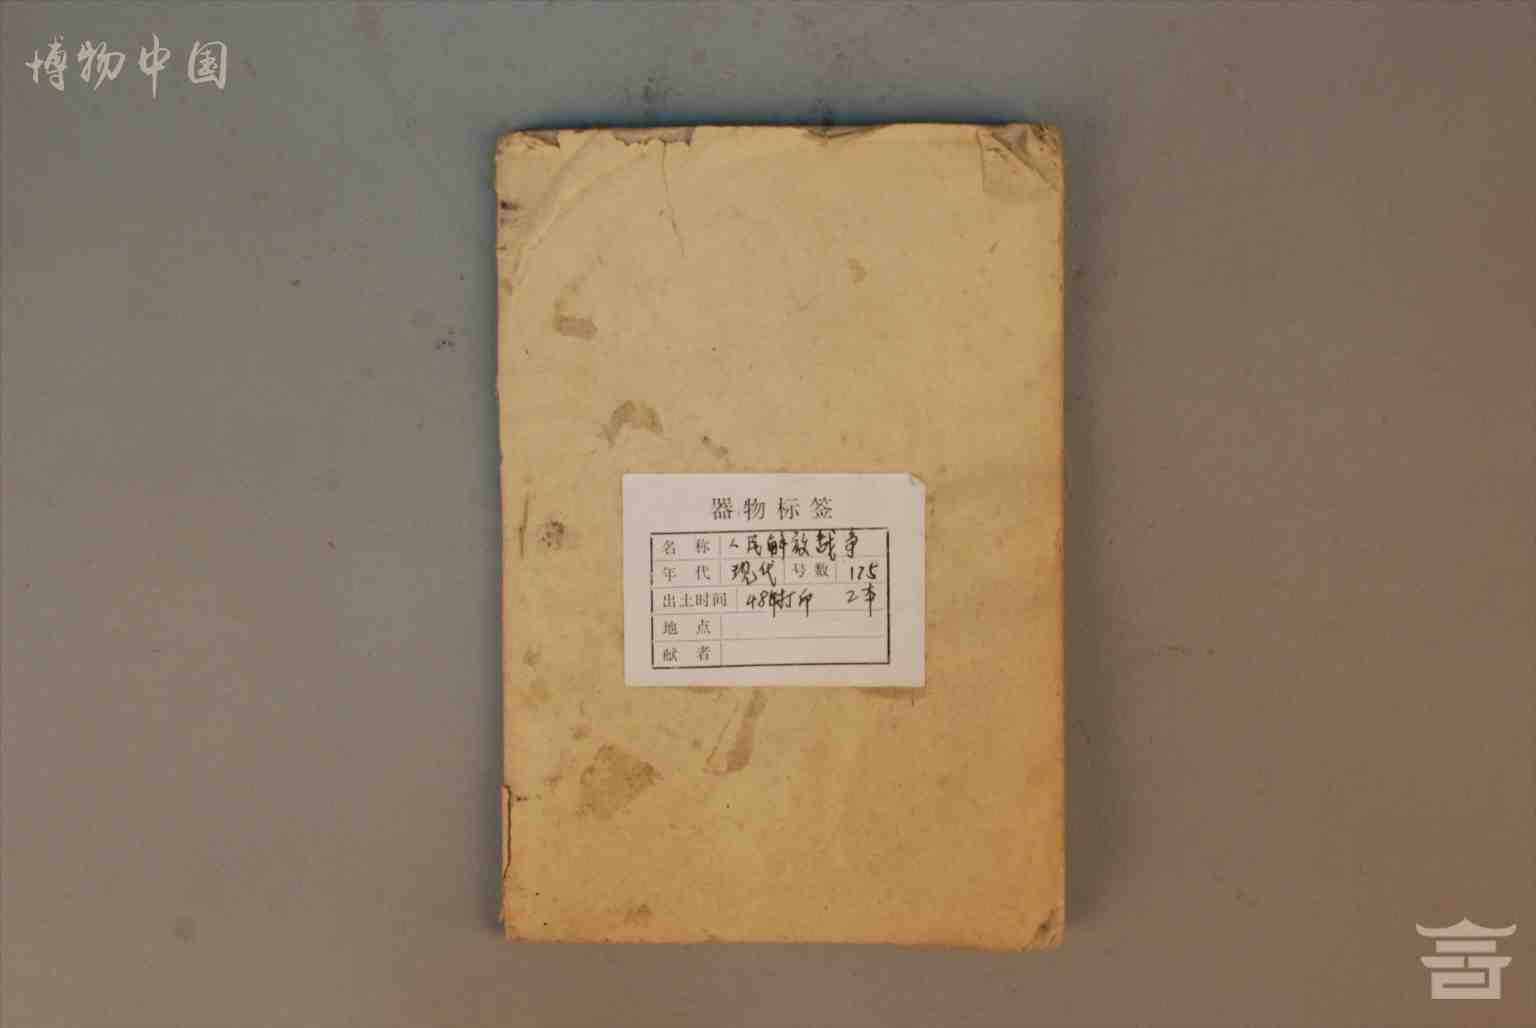 博物中国
器物标签
名 称 人民解放战争
年 代 现代 号数 175
出土时间 48年打印 2本
地 点
献 者